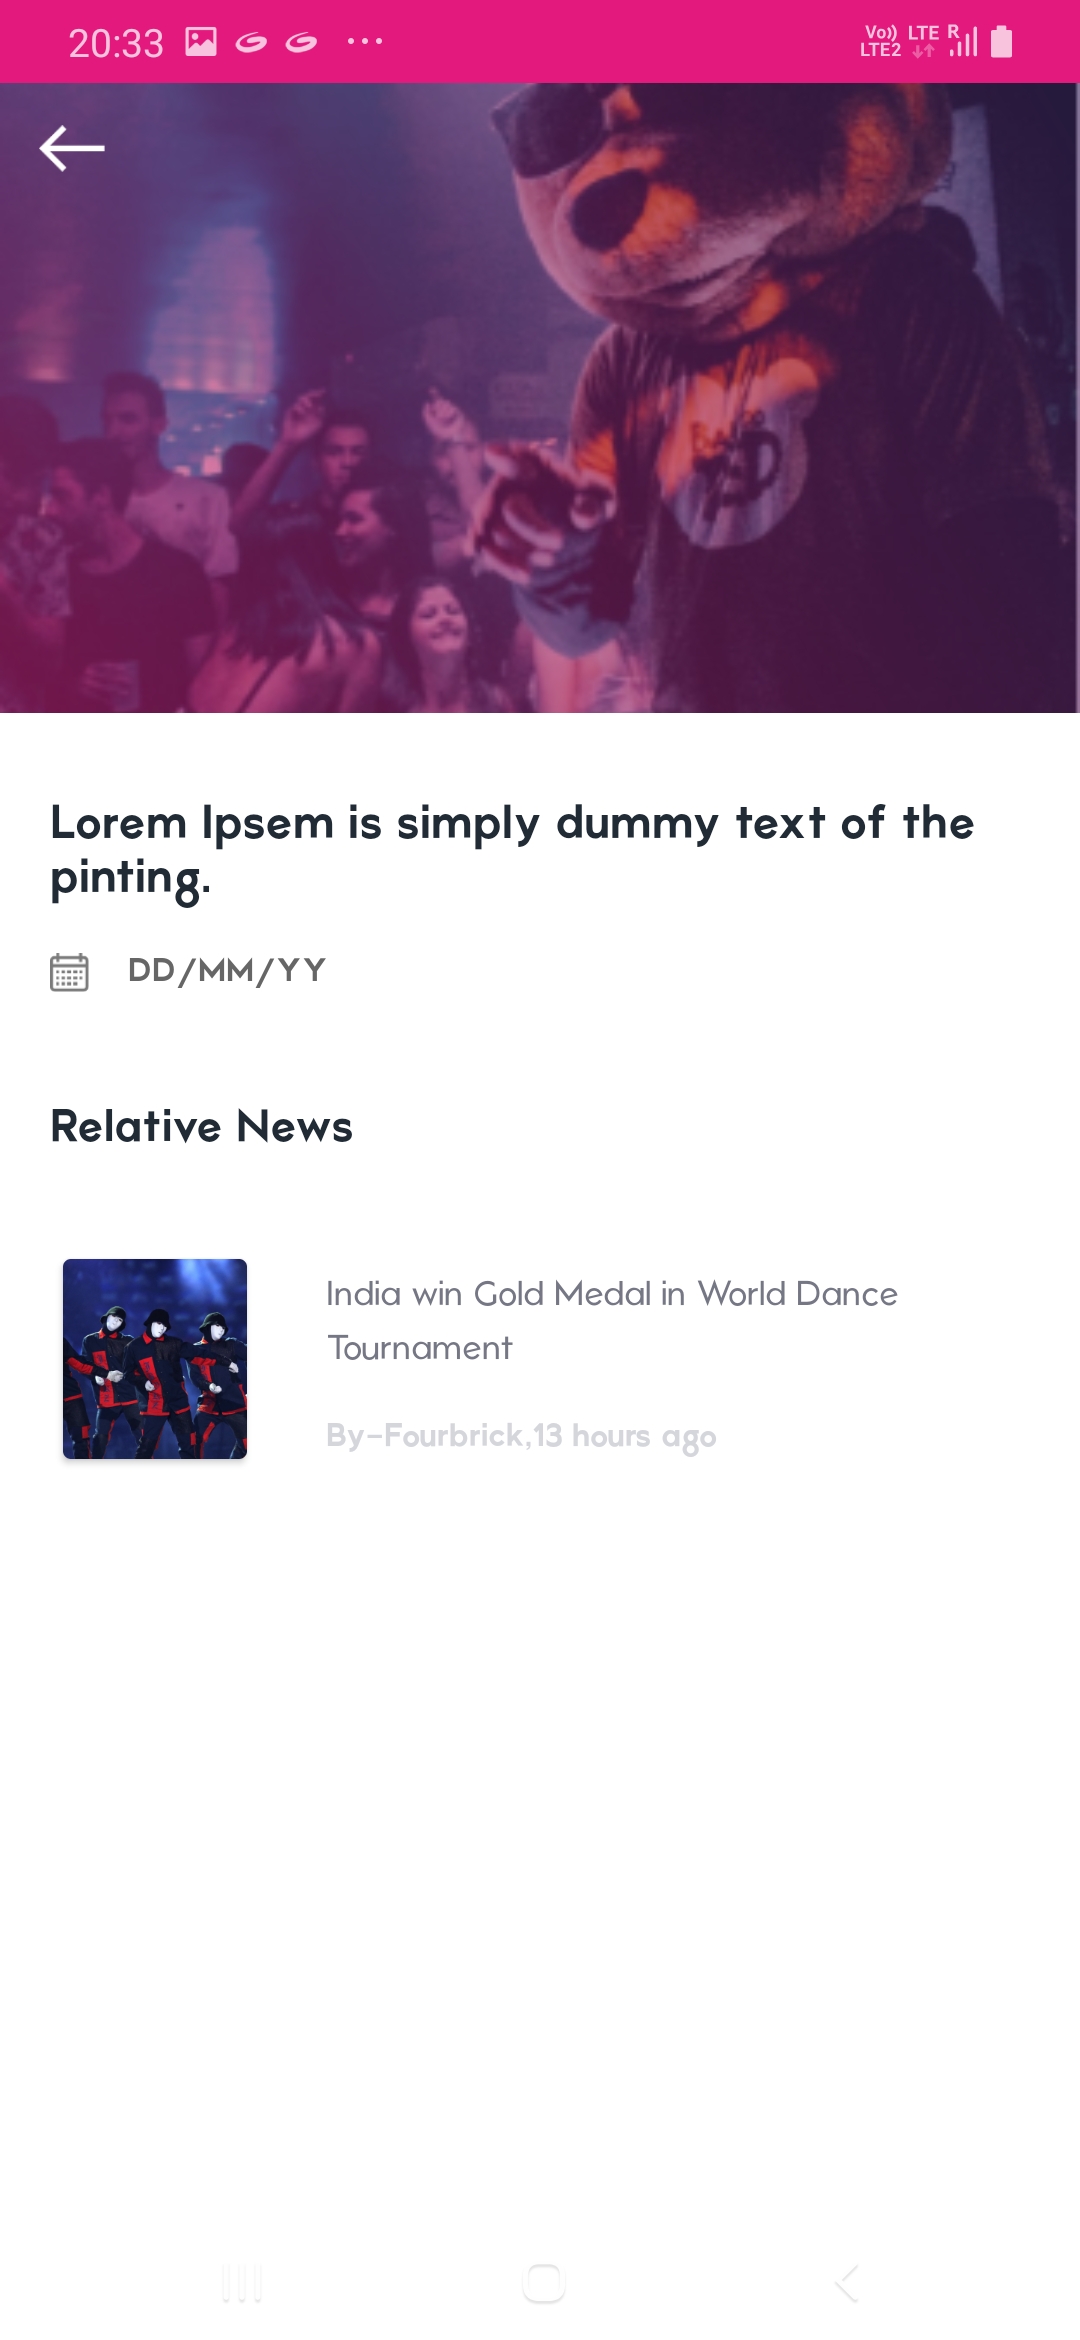 20:33
Vo)) LTE R
LTE2
Lorem Ipsem is simply dummy text of the
pinting.
DD/MM/YY
Relative News
India win Gold Medal in World Dance
Tournament
By-Fourbrick,13 hours ago